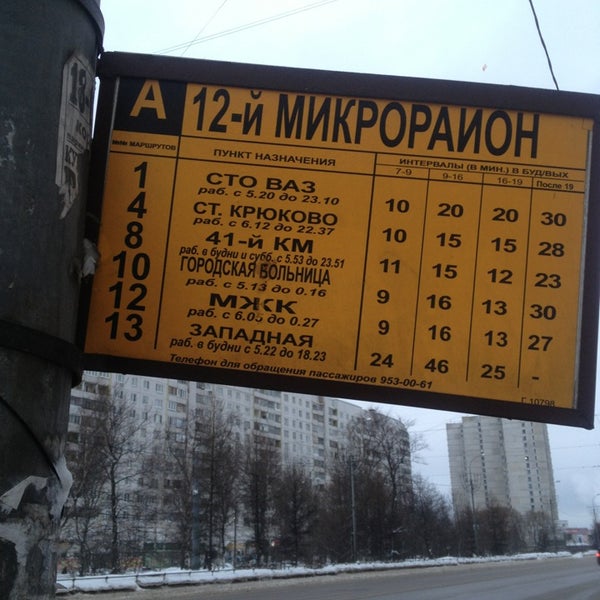 А 12-й МИКРОРАЙОН
№№ МАРШРУТОВ ПУНКТ НАЗНАЧЕНИЯ ИНТЕРВАЛЫ (В МИН.) В БУД/ВЫХ
7-9 9-16 16-19 После 19
1 СТО ВАЗ 10 20 20 30
раб. с 5.20 до 23.10
4 СТ. КРЮКОВО 10 15 15 28
раб. с 6.12 до 22.37
8 41-й КМ 11 15 12 23
раб. в будни и субб. с 5.53 до 23.51
10 ГОРОДСКАЯ БОЛЬНИЦА 9 16 13 30
раб. с 5.13 до 0.16
12 МЖК 9 16 13 27
раб. с 6.05 до 0.27
13 ЗАПАДНАЯ 24 46 25 -
раб. в будни с 5.22 до 18.23
Телефон для обращения пассажиров 953-00-61
Г 10798